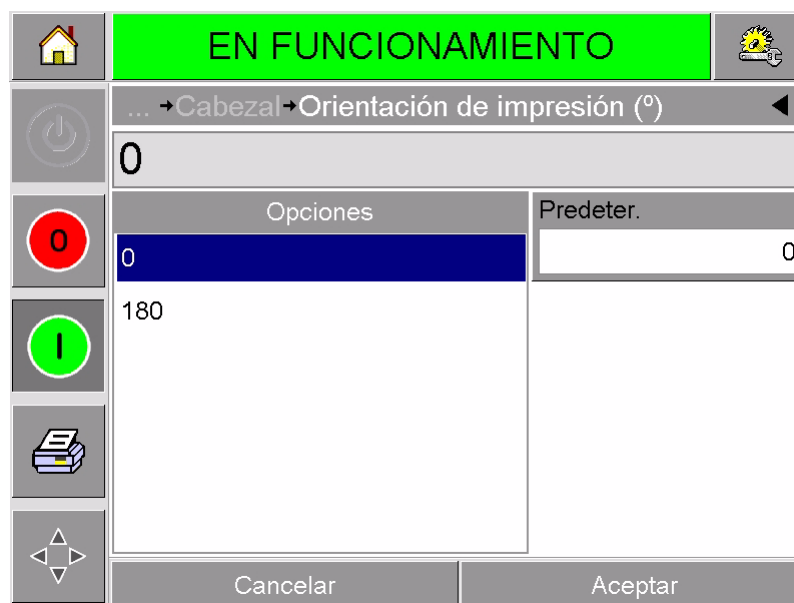 EN FUNCIONAMIENTO
... →Cabezal→Orientación de impresión (º)
0
Opciones
Predeter.
0
0
0
180
I
Cancelar
Aceptar